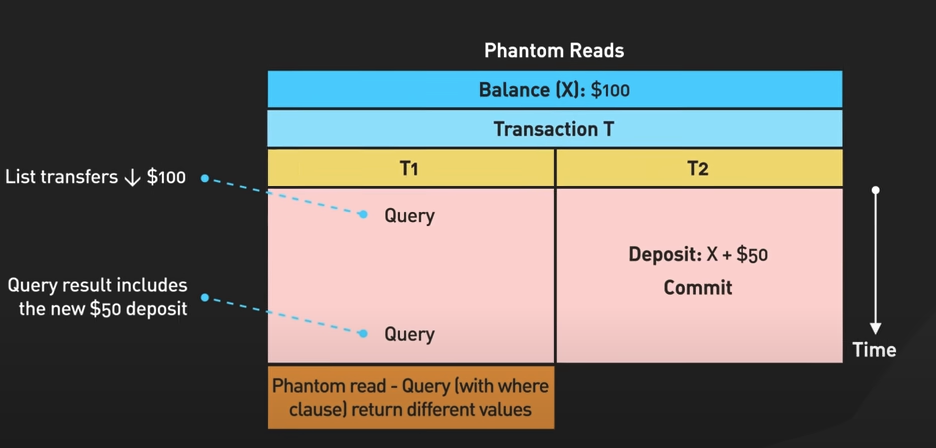 Phantom Reads
Balance (X): $100
Transaction T
T1
T2
List transfers ↓ $100
Query
Deposit: X + $50
Commit
Query result includes
the new $50 deposit
Query
Time
Phantom read - Query (with where
clause) return different values